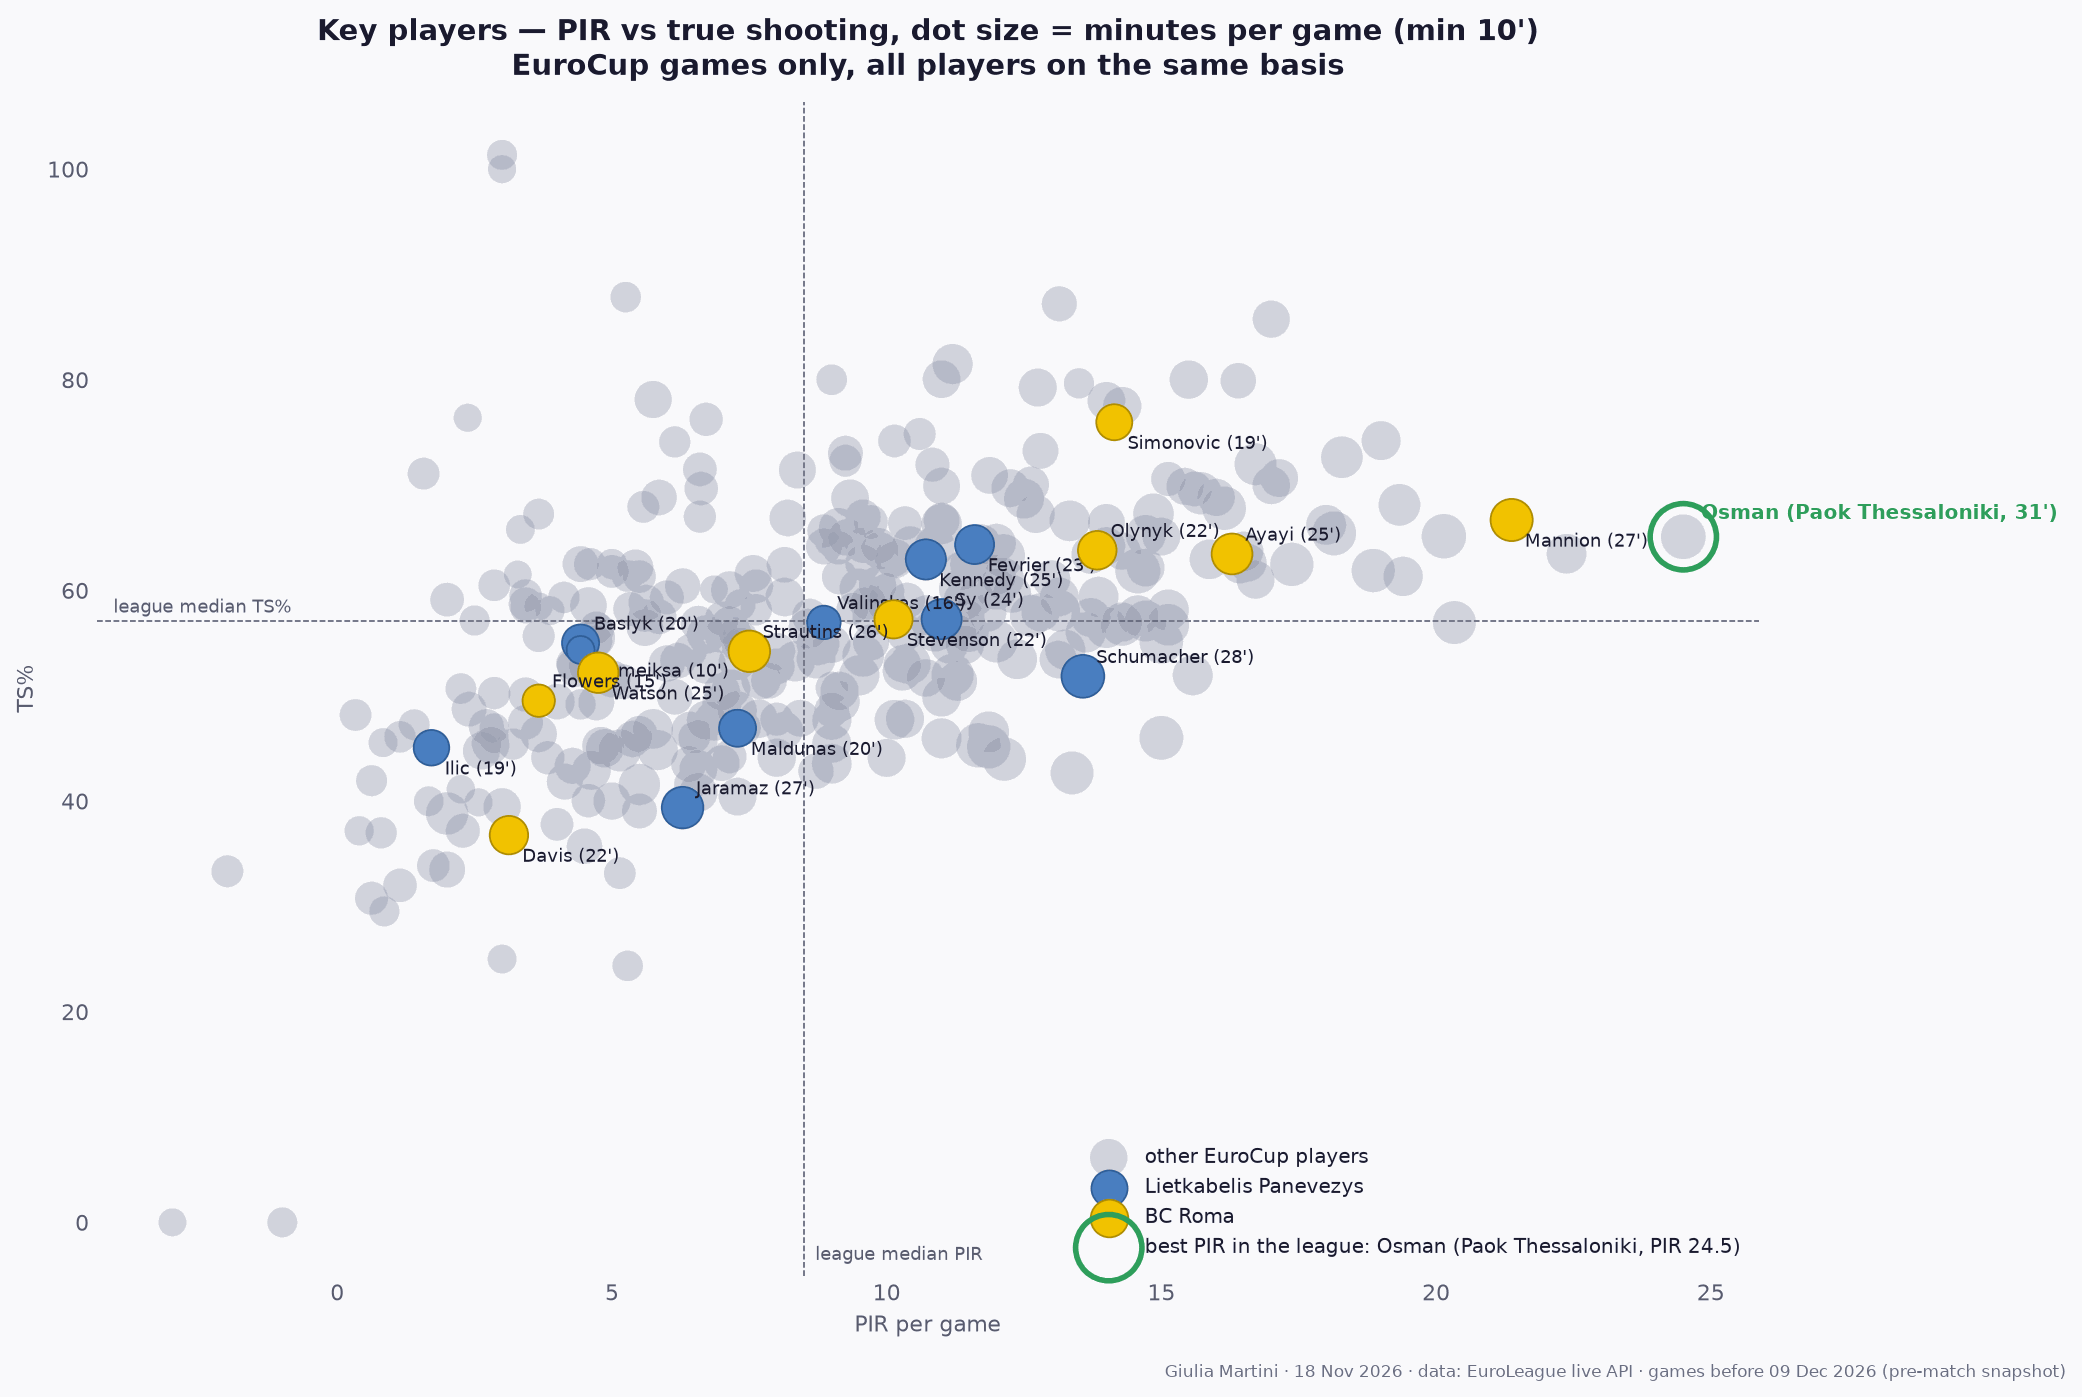 Key players — PIR vs true shooting, dot size = minutes per game (min 10')
EuroCup games only, all players on the same basis
100
80
60
40
20
0
TS%
league median TS%
Simonovic (19')
Osman (Paok Thessaloniki, 31')
Mannion (27')
Olynyk (22')
Ayayi (25')
Fevrier (23')
Kennedy (25')
Valinskas (16')
Sy (24')
Baslyk (20')
Strautins (26')
Stevenson (22')
Schumacher (28')
meiksa (10')
Flowers (15')
Watson (25')
Maldunas (20')
Ilic (19')
Jaramaz (27')
Davis (22')
other EuroCup players
Lietkabelis Panevezys
BC Roma
best PIR in the league: Osman (Paok Thessaloniki, PIR 24.5)
league median PIR
0
5
10
15
20
25
PIR per game
Giulia Martini · 18 Nov 2026 · data: EuroLeague live API · games before 09 Dec 2026 (pre-match snapshot)